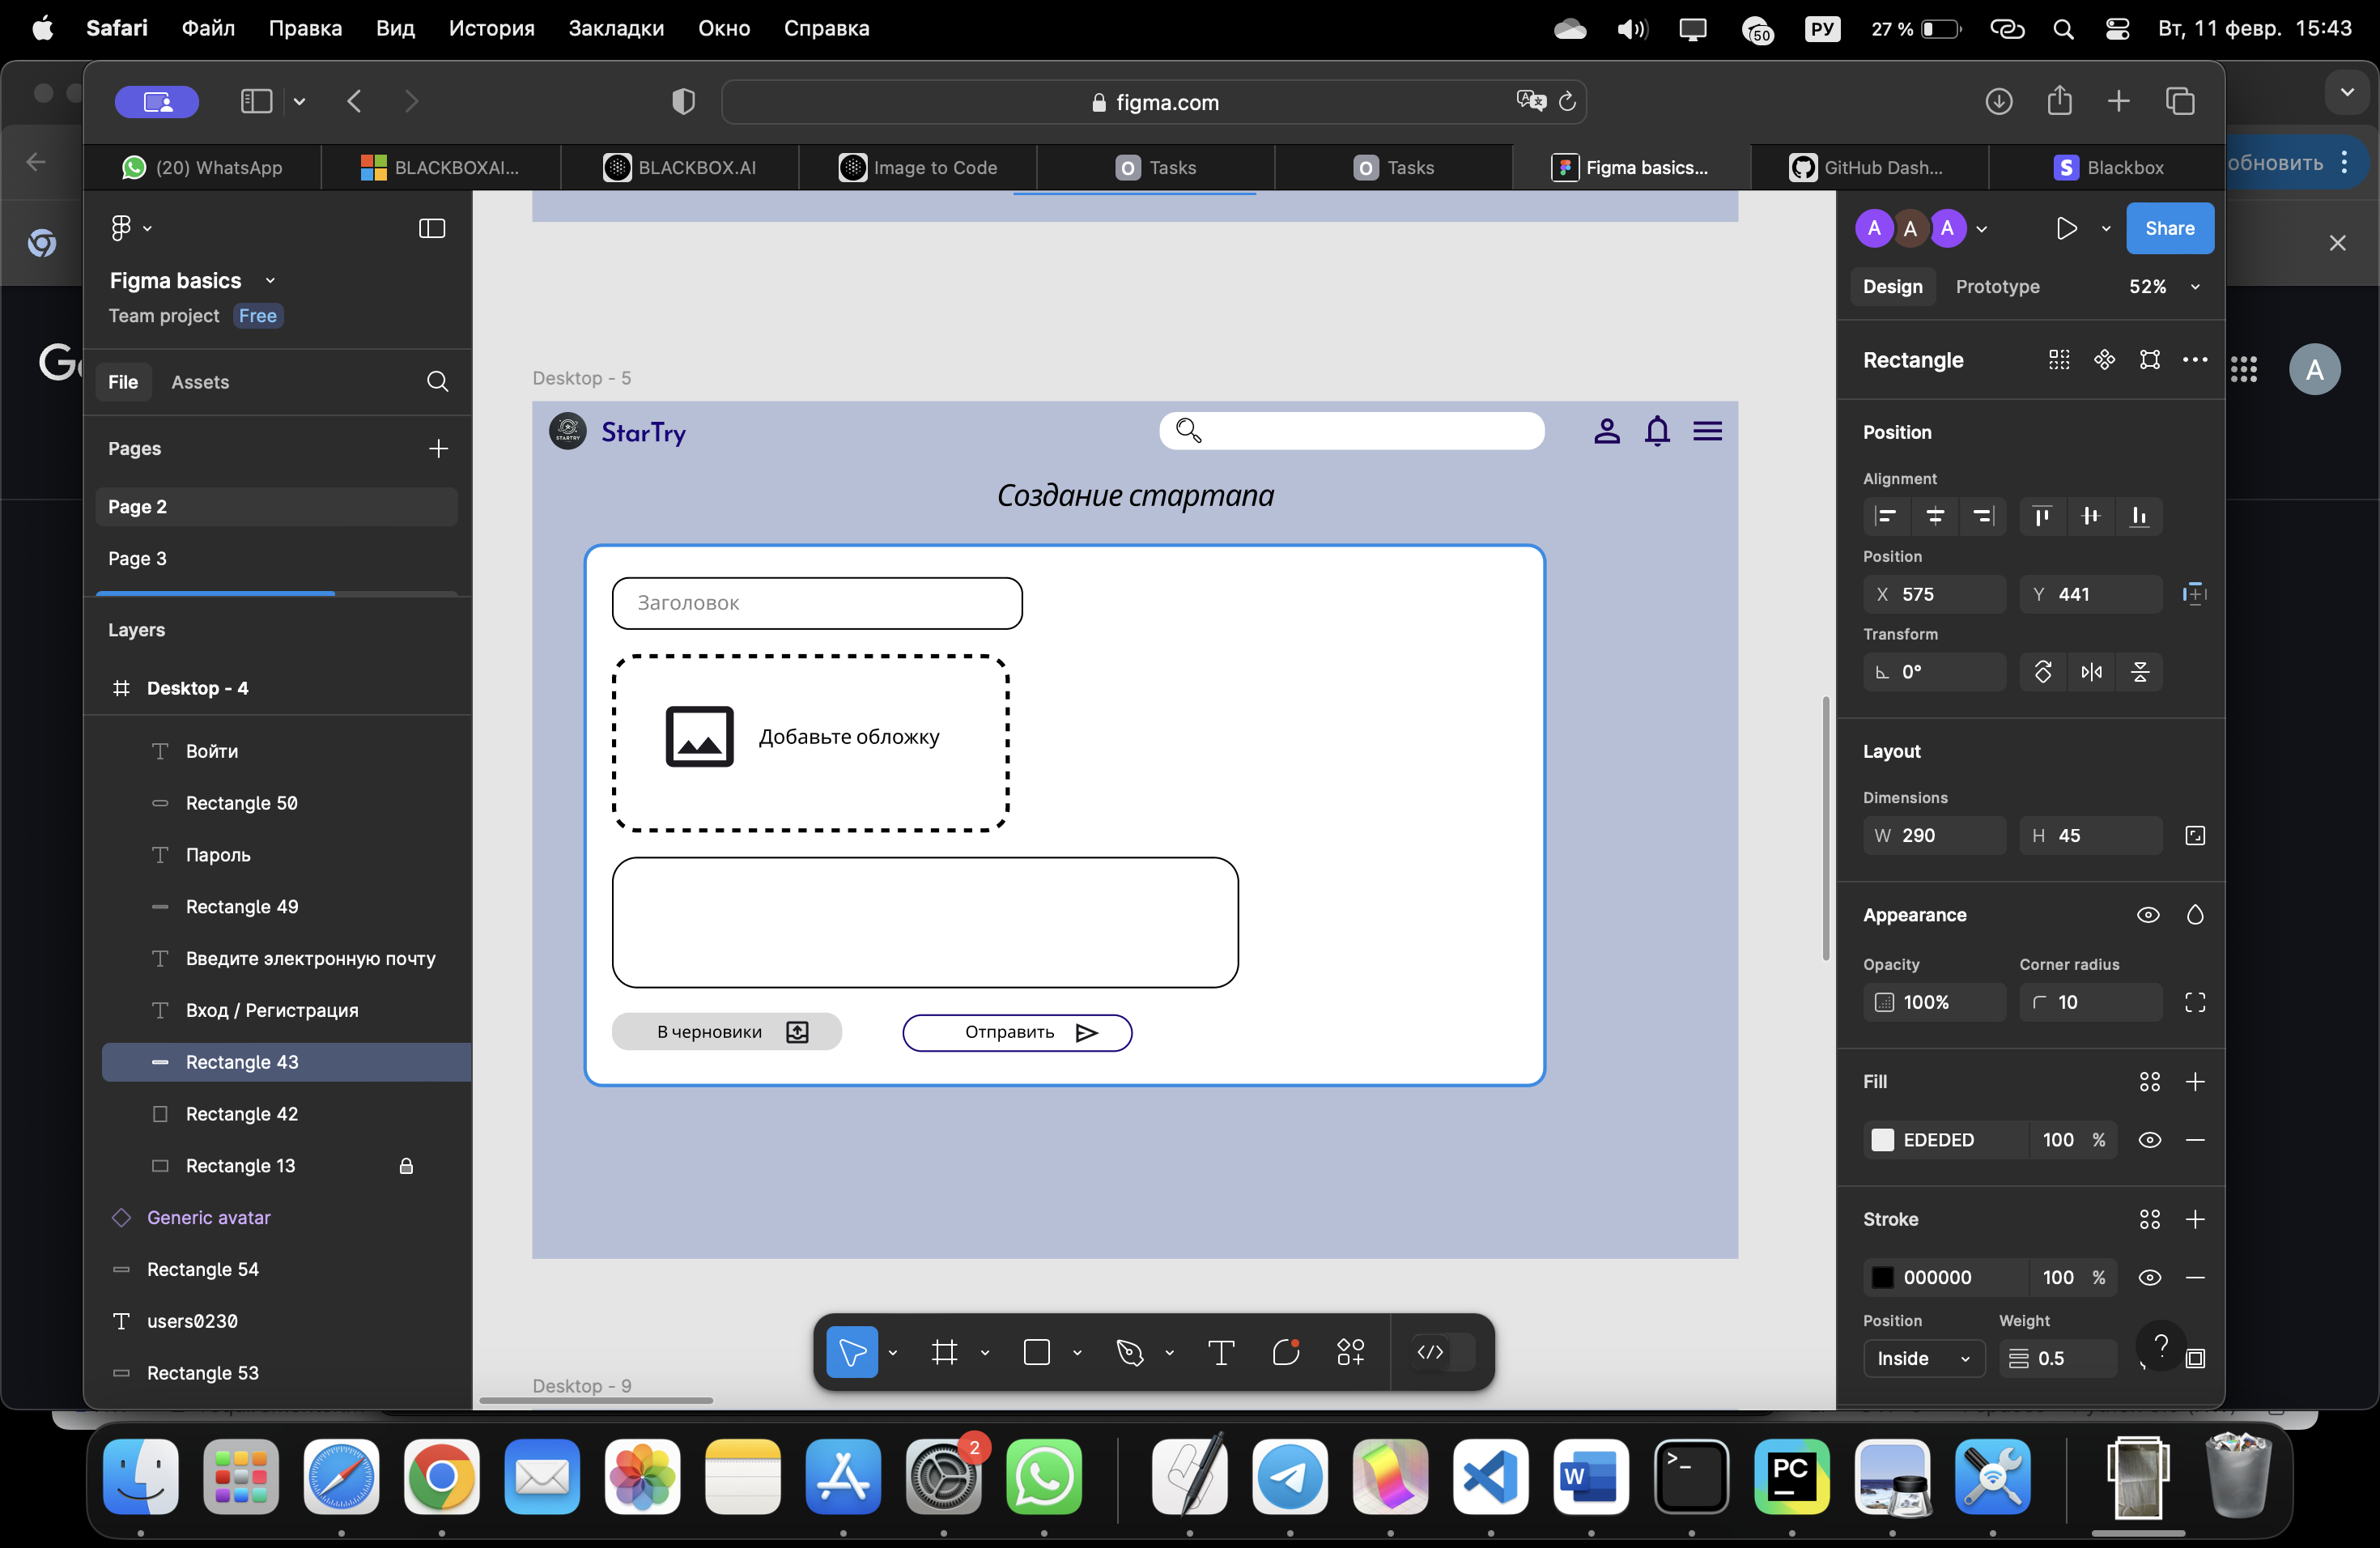 Safari Файл Правка Вид История Закладки Окно Справка
50 РУ 27 % Вт, 11 февр. 15:43
figma.com
(20) WhatsApp BLACKBOXAI... BLACKBOX.AI Image to Code Tasks Tasks Figma basics... GitHub Dash... Blackbox
обновить
Figma basics
Team project Free
File Assets
Pages
Page 2
Page 3
Layers
Desktop - 4
Войти
Rectangle 50
Пароль
Rectangle 49
Введите электронную почту
Вход / Регистрация
Rectangle 43
Rectangle 42
Rectangle 13
Generic avatar
Rectangle 54
users0230
Rectangle 53
Desktop - 5
STARTRY
StarTry
Создание стартапа
Заголовок
Добавьте обложку
В черновики
Отправить
Desktop - 9
A A A
Share
Design Prototype 52%
Rectangle
Position
Alignment
Position
X 575 Y 441
Transform
0°
Layout
Dimensions
W 290 H 45
Appearance
Opacity Corner radius
100% 10
Fill
EDEDED 100 %
Stroke
000000 100 %
Position Weight
Inside 0.5
?
A
2
PC
W